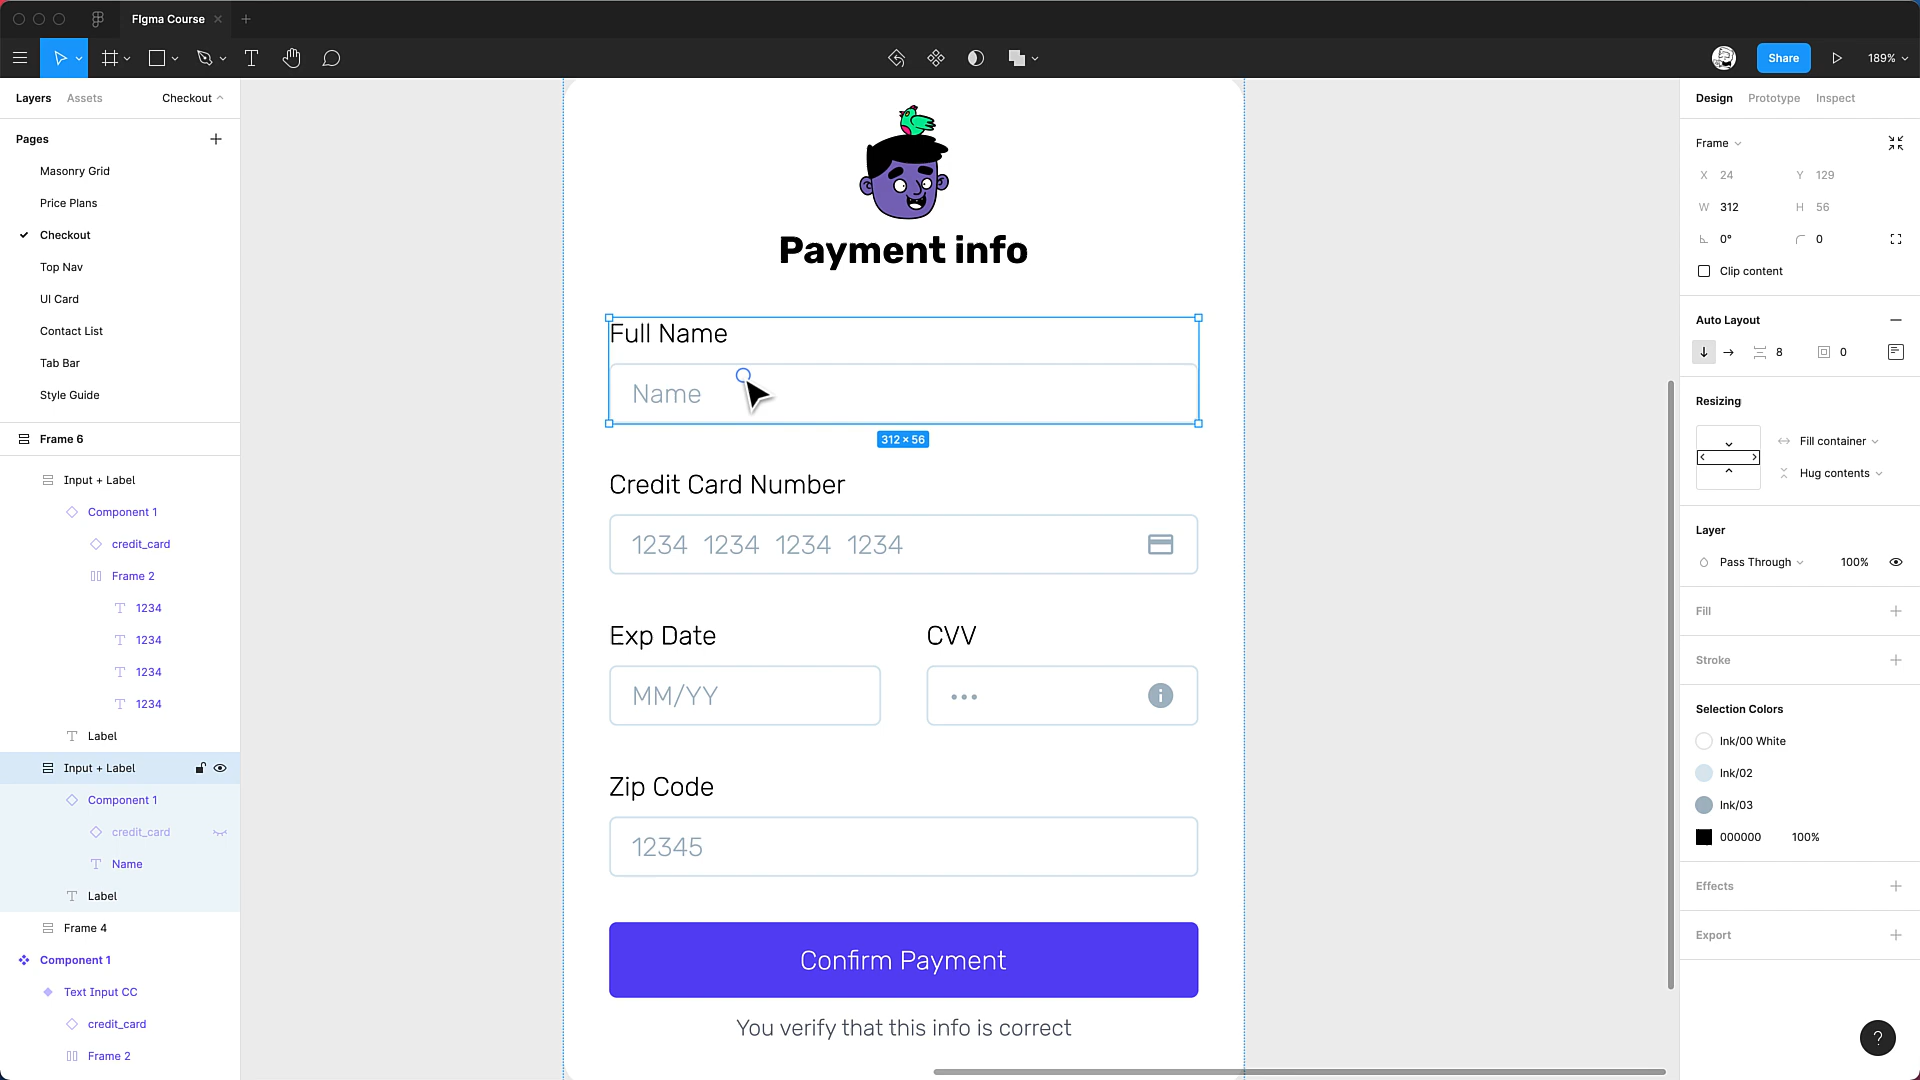 FIgma Course
Share
189%
Layers
Assets
Checkout
Pages
Masonry Grid
Price Plans
Checkout
Top Nav
UI Card
Contact List
Tab Bar
Style Guide
Frame 6
Input + Label
Component 1
credit_card
Frame 2
1234
1234
1234
1234
Label
Input + Label
Component 1
credit_card
Name
Label
Frame 4
Component 1
Text Input CC
credit_card
Frame 2
Payment info
Full Name
Name
312 × 56
Credit Card Number
1234 1234 1234 1234
Exp Date
CVV
MM/YY
•••
Zip Code
12345
Confirm Payment
You verify that this info is correct
Design
Prototype
Inspect
Frame
X 24
Y 129
W 312
H 56
0°
0
Clip content
Auto Layout
8
0
Resizing
Fill container
Hug contents
Layer
Pass Through
100%
Fill
Stroke
Selection Colors
Ink/00 White
Ink/02
Ink/03
000000
100%
Effects
Export
?